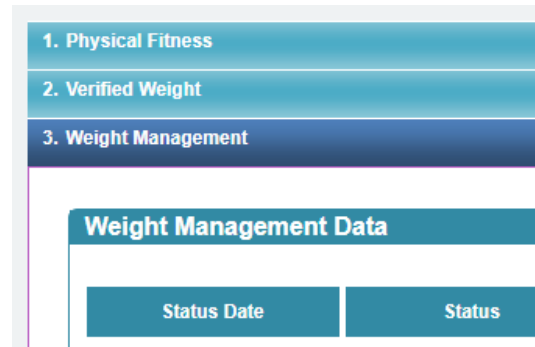 1. Physical Fitness
2. Verified Weight
3. Weight Management
Weight Management Data
Status Date Status